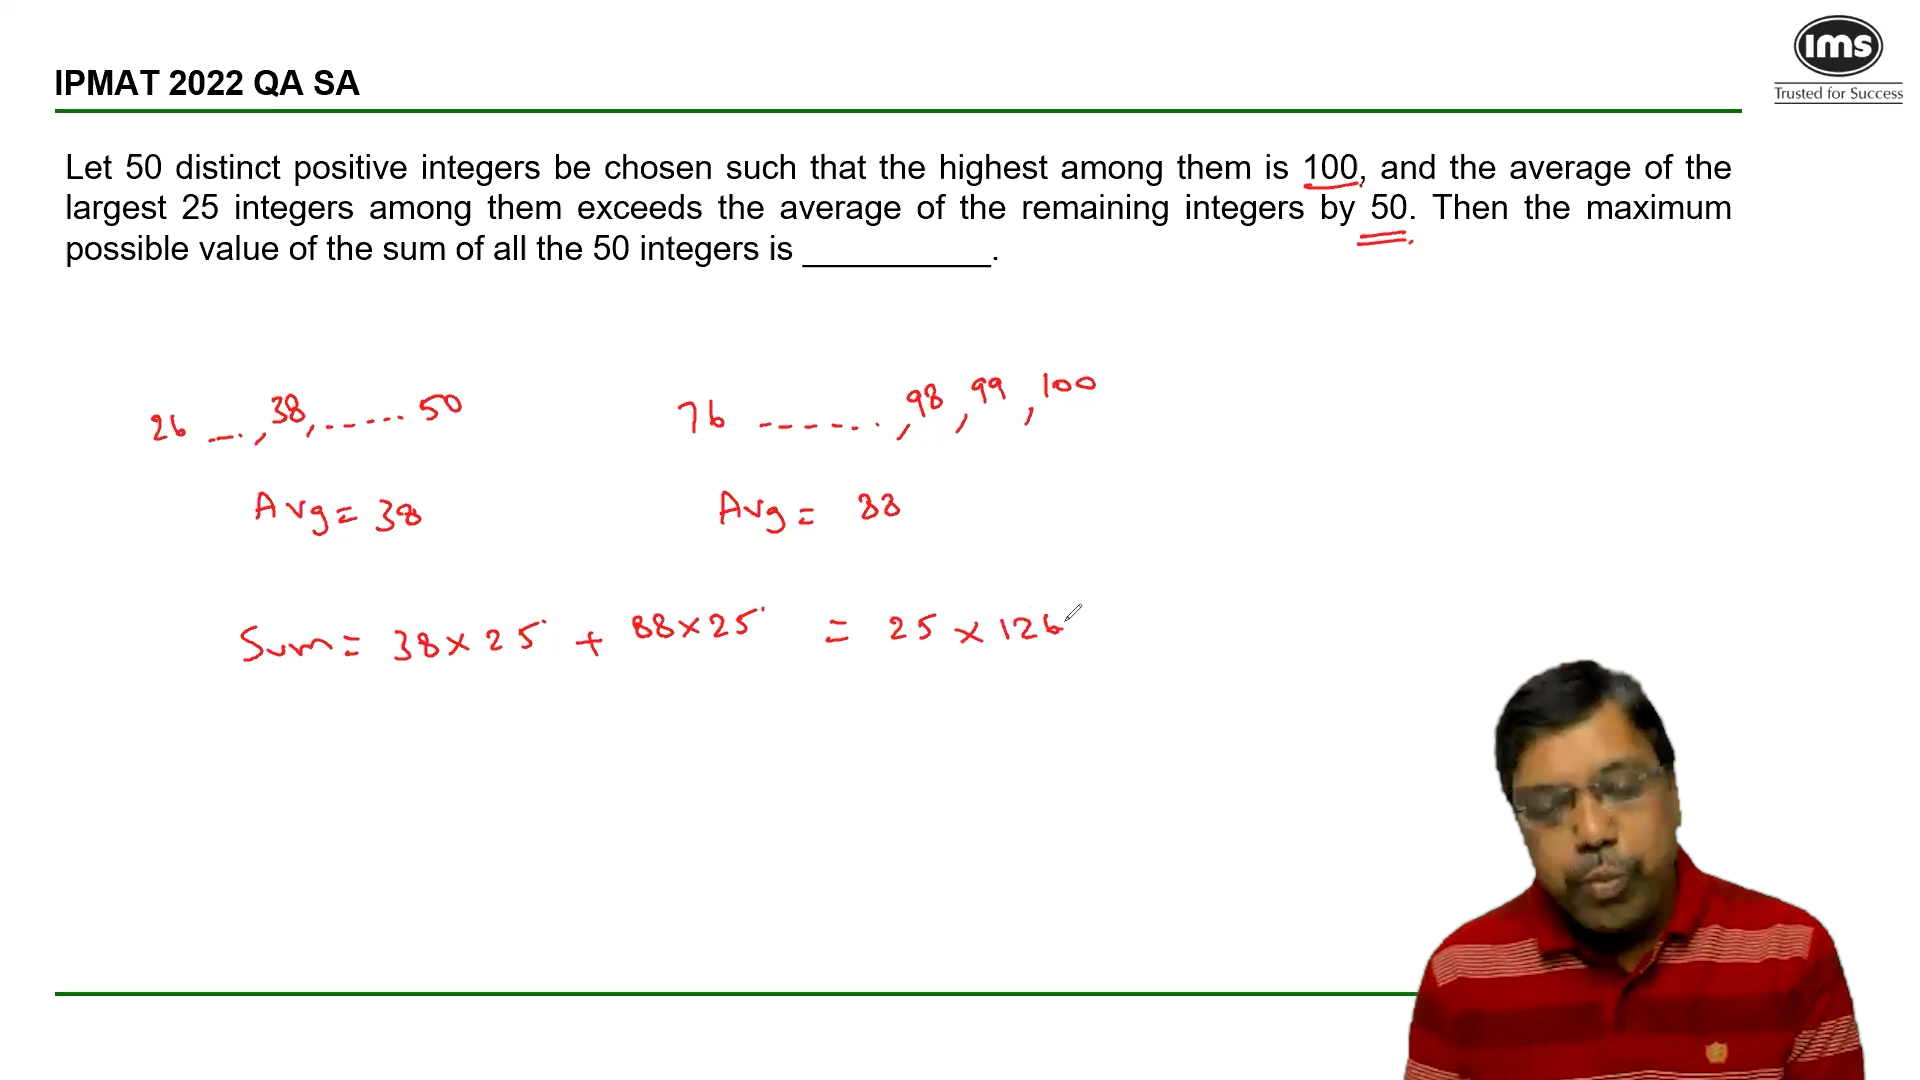 ims
Trusted for Success
IPMAT 2022 QA SA
Let 50 distinct positive integers be chosen such that the highest among them is 100, and the average of the
largest 25 integers among them exceeds the average of the remaining integers by 50. Then the maximum
possible value of the sum of all the 50 integers is __________.
26 ---., 38, ...... 50 76 ------., 98, 99, 100
Avg = 38 Avg = 88
Sum = 38 × 25 + 88 × 25 = 25 × 126